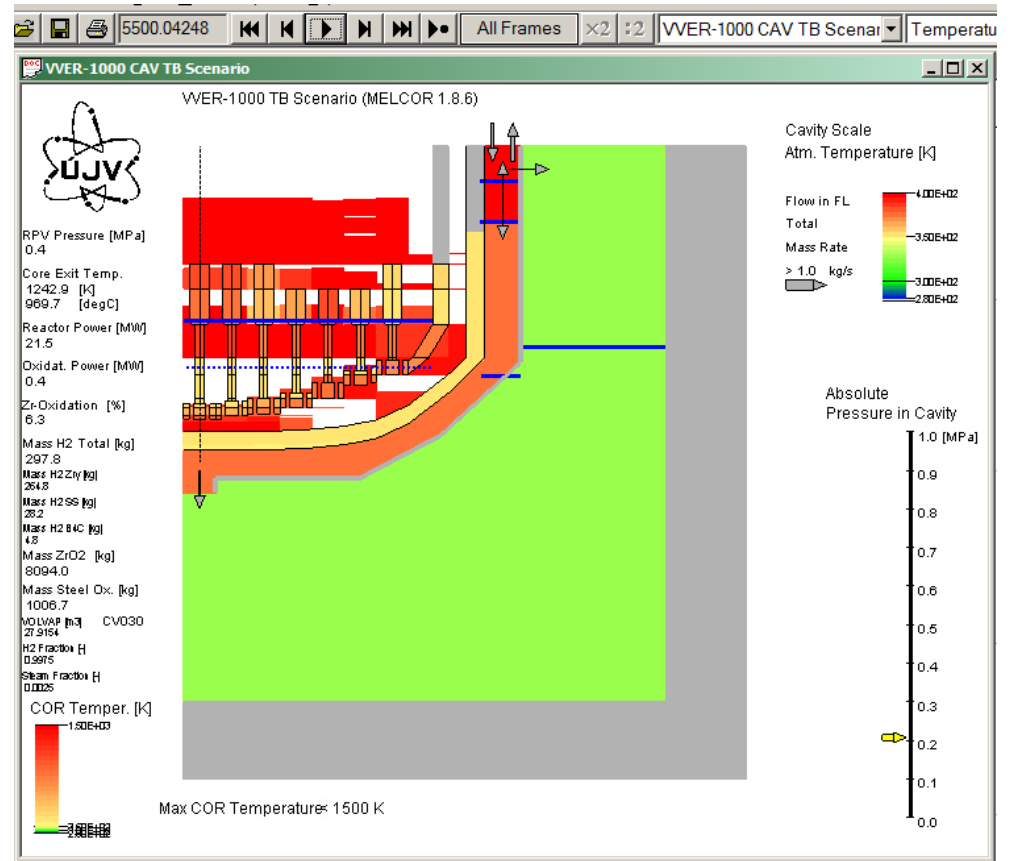 5500.04248
All Frames
×2
:2
VVER-1000 CAV TB Scenar
Temperatu
VVER-1000 CAV TB Scenario
VVER-1000 TB Scenario (MELCOR 1.8.6)
ÚJV
RPV Pressure [MPa]
0.4
Core Exit Temp.
1242.9 [K]
969.7 [degC]
Reactor Power [MW]
21.5
Oxidat. Power [MW]
0.4
Zr-Oxidation [%]
6.3
Mass H2 Total [kg]
297.8
Mass H2 Zry [kg]
264.8
Mass H2 SS [kg]
28.2
Mass H2 B4C [kg]
4.8
Mass ZrO2 [kg]
8094.0
Mass Steel Ox. [kg]
1006.7
VOLVAP [m3] CV030
27.9154
H2 Fraction [-]
0.9975
Steam Fraction [-]
0.0025
COR Temper. [K]
1.50E+03
Max COR Temperature< 1500 K
Cavity Scale
Atm. Temperature [K]
Flow in FL
Total
Mass Rate
> 1.0 kg/s
4.00E+02
3.50E+02
3.00E+02
2.80E+02
Absolute
Pressure in Cavity
1.0 [MPa]
0.9
0.8
0.7
0.6
0.5
0.4
0.3
0.2
0.1
0.0